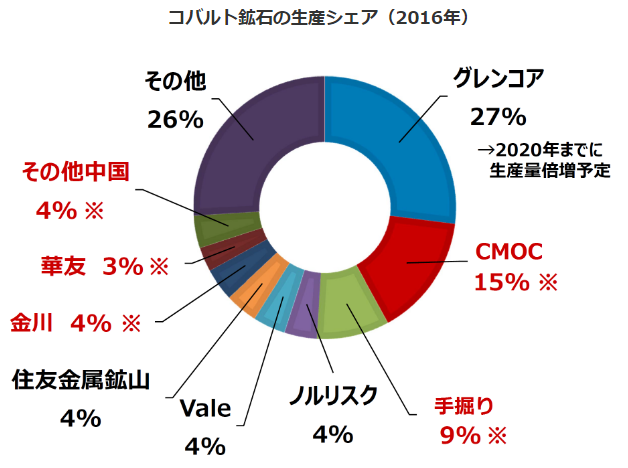 コバルト鉱石の生産シェア（2016年）
グレンコア
27%
→2020年までに
生産量倍増予定
CMOC
15% ※
手掘り
9% ※
ノルリスク
4%
Vale
4%
住友金属鉱山
4%
金川 4% ※
華友 3% ※
その他中国
4% ※
その他
26%